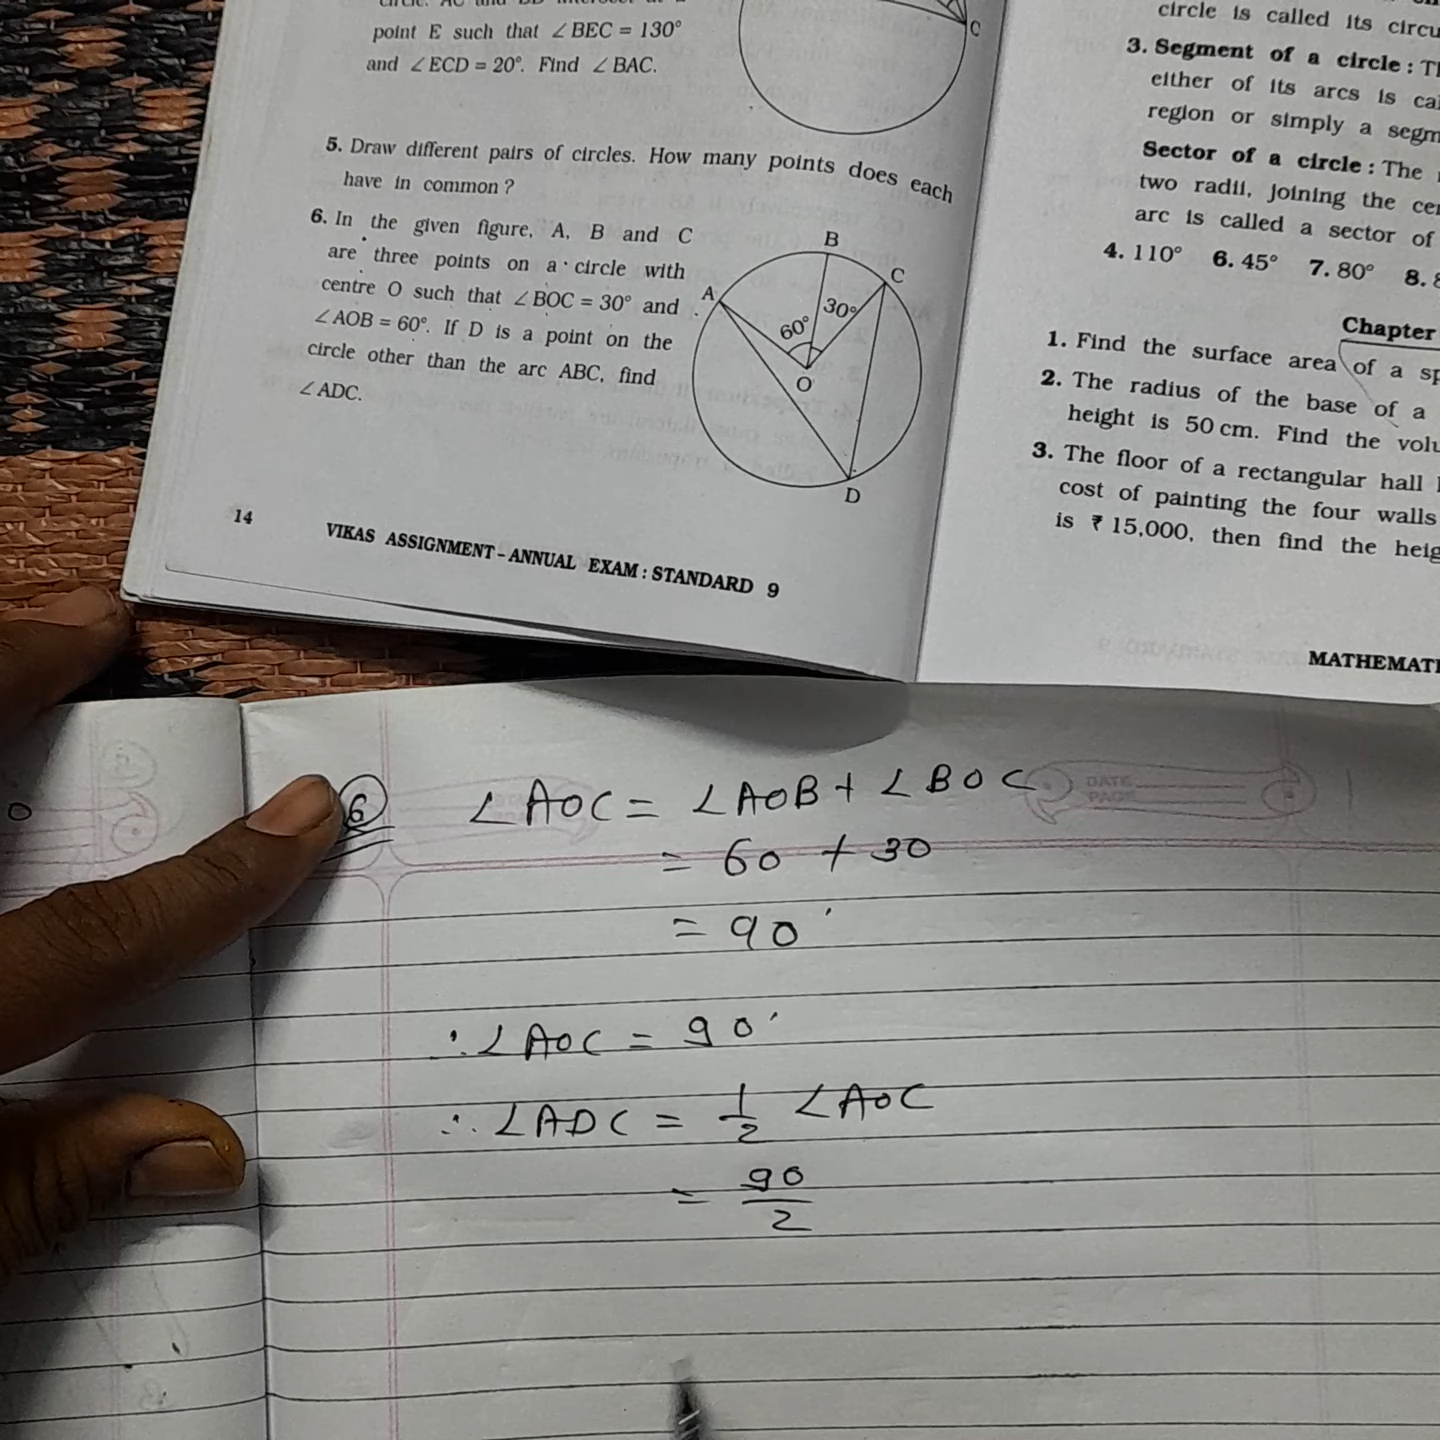 point E such that ∠BEC = 130°
and ∠ECD = 20°. Find ∠BAC.
C
5. Draw different pairs of circles. How many points does each
have in common ?
6. In the given figure, A, B and C
are three points on a circle with
centre O such that ∠BOC = 30° and
∠AOB = 60°. If D is a point on the
circle other than the arc ABC, find
∠ADC.
B
C
A
60°
30°
O
D
14
VIKAS ASSIGNMENT – ANNUAL EXAM : STANDARD 9
circle is called its
3. Segment of a circle :
either of its arcs is
region or simply a
Sector of a circle : The
two radii, joining the
arc is called a sector of
4. 110° 6. 45° 7. 80° 8.
Chapter
1. Find the surface area of a
2. The radius of the base of a
height is 50 cm. Find the
3. The floor of a rectangular hall
cost of painting the four walls
is ₹ 15,000, then find the
DATE
PAGE
6
∠AOC = ∠AOB + ∠BOC
= 60 + 30
= 90°
∴ ∠AOC = 90°
∴ ∠ADC = 1/2 ∠AOC
= 90/2